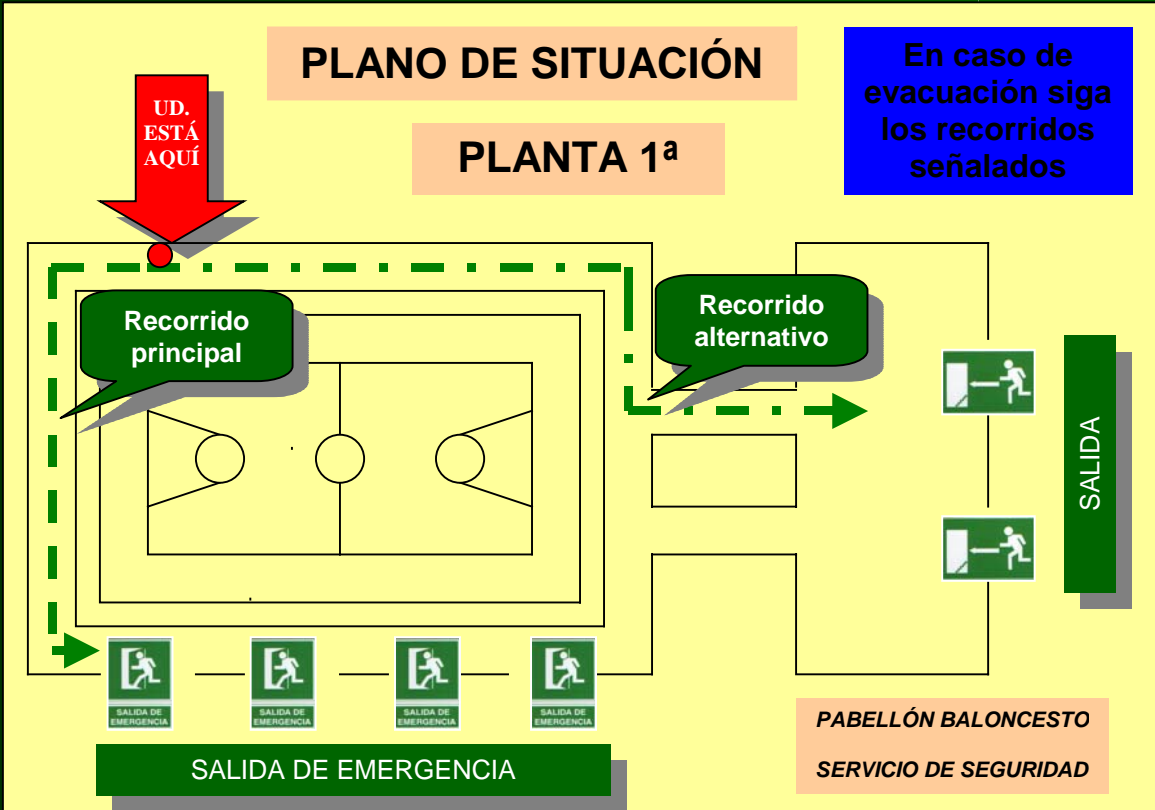 PLANO DE SITUACIÓN
PLANTA 1ª
En caso de
evacuación siga
los recorridos
señalados
UD.
ESTÁ
AQUÍ
Recorrido
principal
Recorrido
alternativo
SALIDA
SALIDA DE
EMERGENCIA
SALIDA DE
EMERGENCIA
SALIDA DE
EMERGENCIA
SALIDA DE
EMERGENCIA
SALIDA DE EMERGENCIA
PABELLÓN BALONCESTO
SERVICIO DE SEGURIDAD